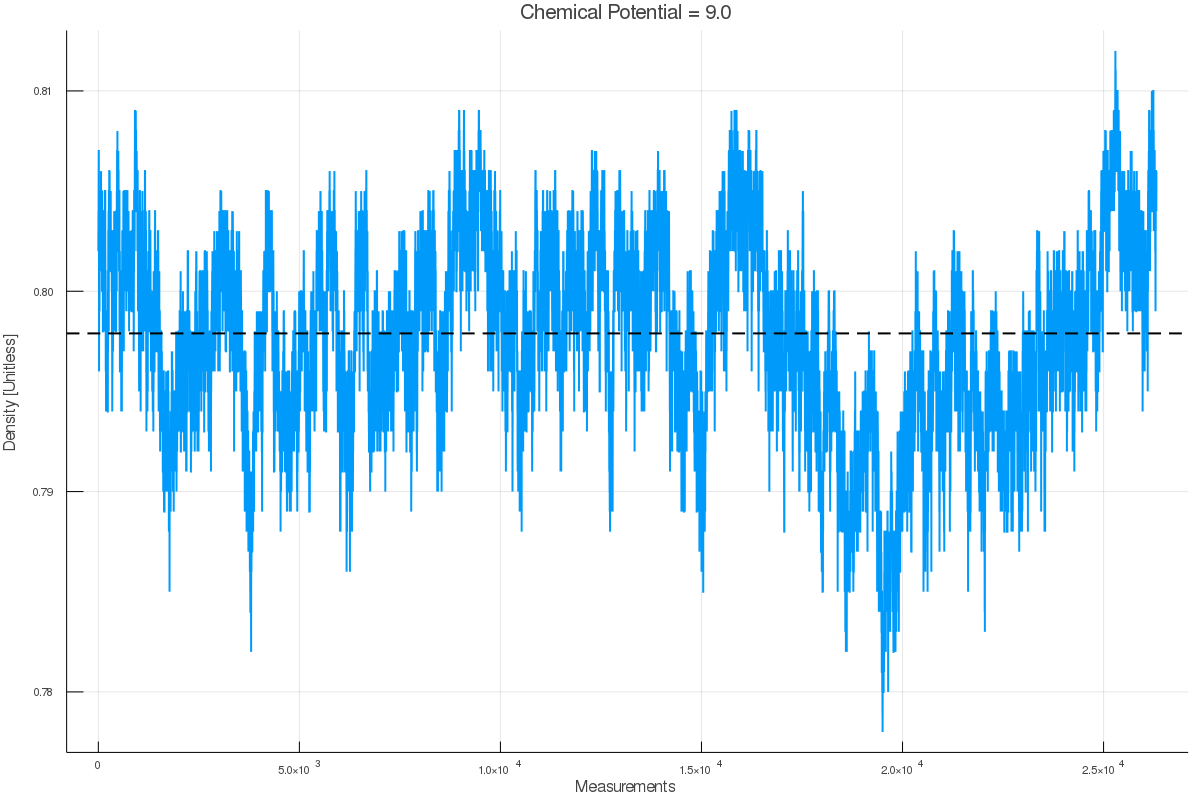 Chemical Potential = 9.0
0.81
0.80
0.79
0.78
Density [Unitless]
0 5.0×10 3 1.0×10 4 1.5×10 4 2.0×10 4 2.5×10 4
Measurements